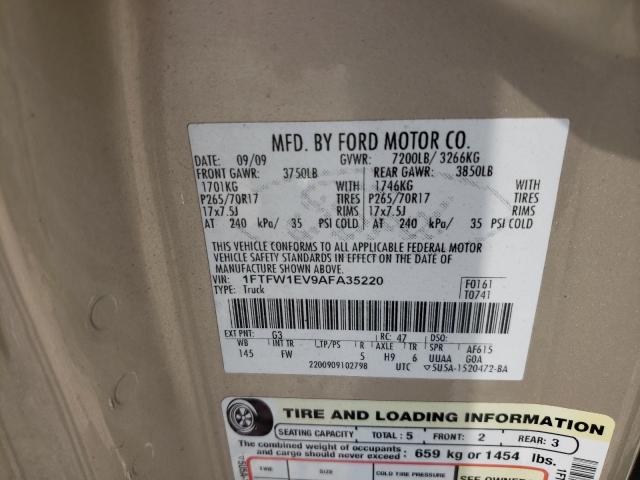 MFD. BY FORD MOTOR CO.
DATE: 09/09 GVWR: 7200LB/ 3266KG
FRONT GAWR: 3750LB REAR GAWR: 3850LB
1701KG WITH 1746KG WITH
P265/70R17 TIRES P265/70R17 TIRES
17x7.5J RIMS 17x7.5J RIMS
AT 240 kPa/ 35 PSI COLD AT 240 kPa/ 35 PSI COLD
THIS VEHICLE CONFORMS TO ALL APPLICABLE FEDERAL MOTOR
VEHICLE SAFETY STANDARDS IN EFFECT ON THE DATE OF MANUFACTURE
SHOWN ABOVE.
VIN: 1FTFW1EV9AFA35220 F0161
TYPE: Truck T0741
EXT PNT: G3 RC: 47 DSO:
WB INT TR LTP/PS R AXLE TR SPR AF615
145 FW 5 H9 6 UUAA G0A
2200909102798 UTC 5U5A-1520472-BA
TIRE AND LOADING INFORMATION
SEATING CAPACITY TOTAL: 5 FRONT: 2 REAR: 3
The combined weight of occupants and cargo should never exceed: 659 kg or 1454 lbs.
TIRE SIZE COLD TIRE PRESSURE SEE OWNER